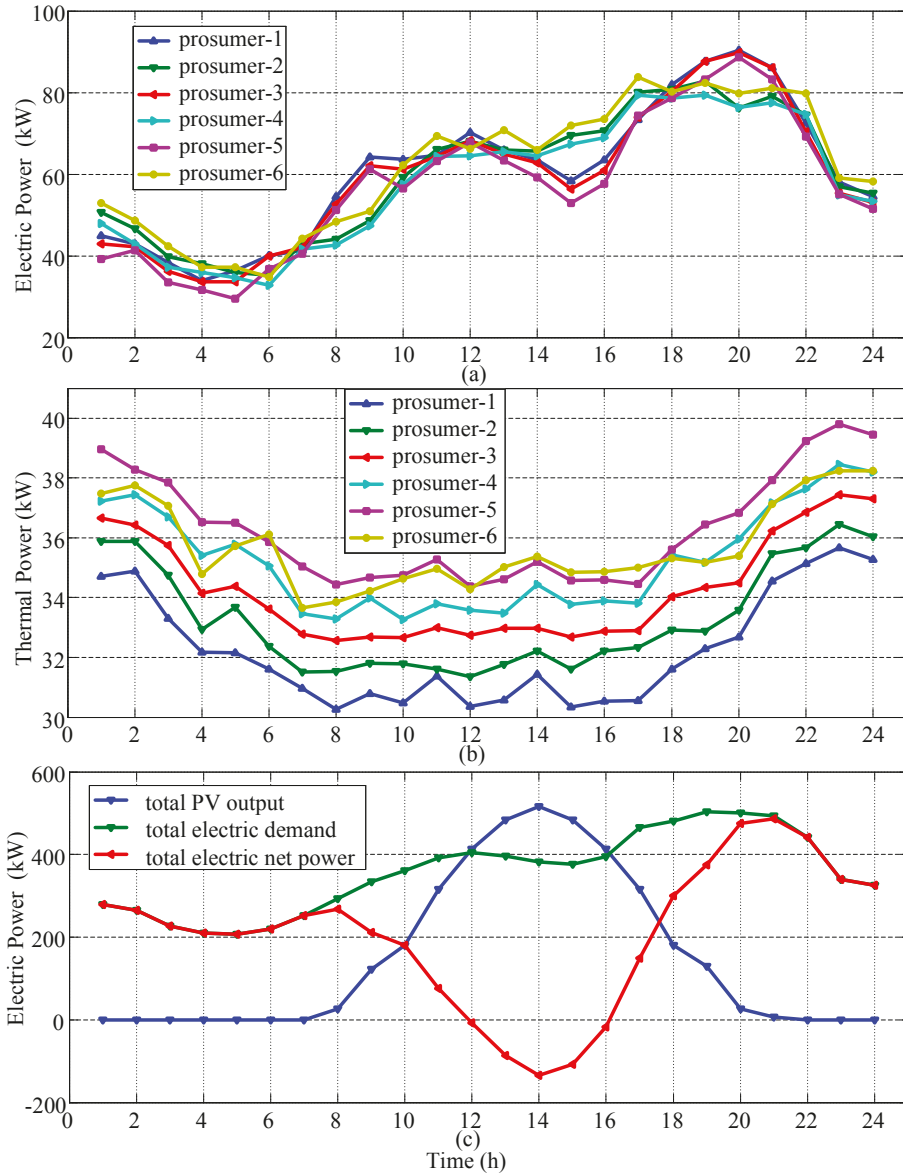 100
80
60
40
20
Electric Power (kW)
prosumer-1
prosumer-2
prosumer-3
prosumer-4
prosumer-5
prosumer-6
0 2 4 6 8 10 12 14 16 18 20 22 24
(a)
40
38
36
34
32
30
Thermal Power (kW)
prosumer-1
prosumer-2
prosumer-3
prosumer-4
prosumer-5
prosumer-6
0 2 4 6 8 10 12 14 16 18 20 22 24
(b)
600
400
200
0
-200
Electric Power (kW)
total PV output
total electric demand
total electric net power
0 2 4 6 8 10 12 14 16 18 20 22 24
(c)
Time (h)